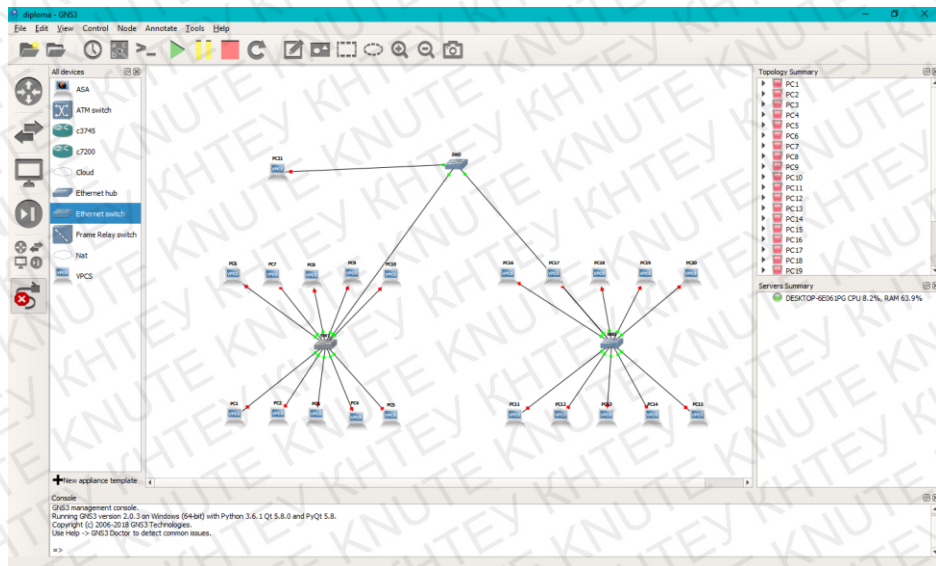 diploma - GNS3
File Edit View Control Node Annotate Tools Help
All devices
ASA
ATM switch
c3745
c7200
Cloud
Ethernet hub
Ethernet switch
Frame Relay switch
Nat
VPCS
New appliance template
PC21
PC6 PC7 PC8 PC9 PC10
PC16 PC17 PC18 PC19 PC20
PC1 PC2 PC3 PC4 PC5
PC11 PC12 PC13 PC14 PC15
Topology Summary
PC1
PC2
PC3
PC4
PC5
PC6
PC7
PC8
PC9
PC10
PC11
PC12
PC13
PC14
PC15
PC16
PC17
PC18
PC19
Servers Summary
DESKTOP-6E061PG CPU 8.2%, RAM 63.9%
Console
GNS3 management console.
Running GNS3 version 2.0.3 on Windows (64-bit) with Python 3.6.1 Qt 5.8.0 and PyQt 5.8.
Copyright (c) 2006-2018 GNS3 Technologies.
Use Help -> GNS3 Doctor to detect common issues.
=>